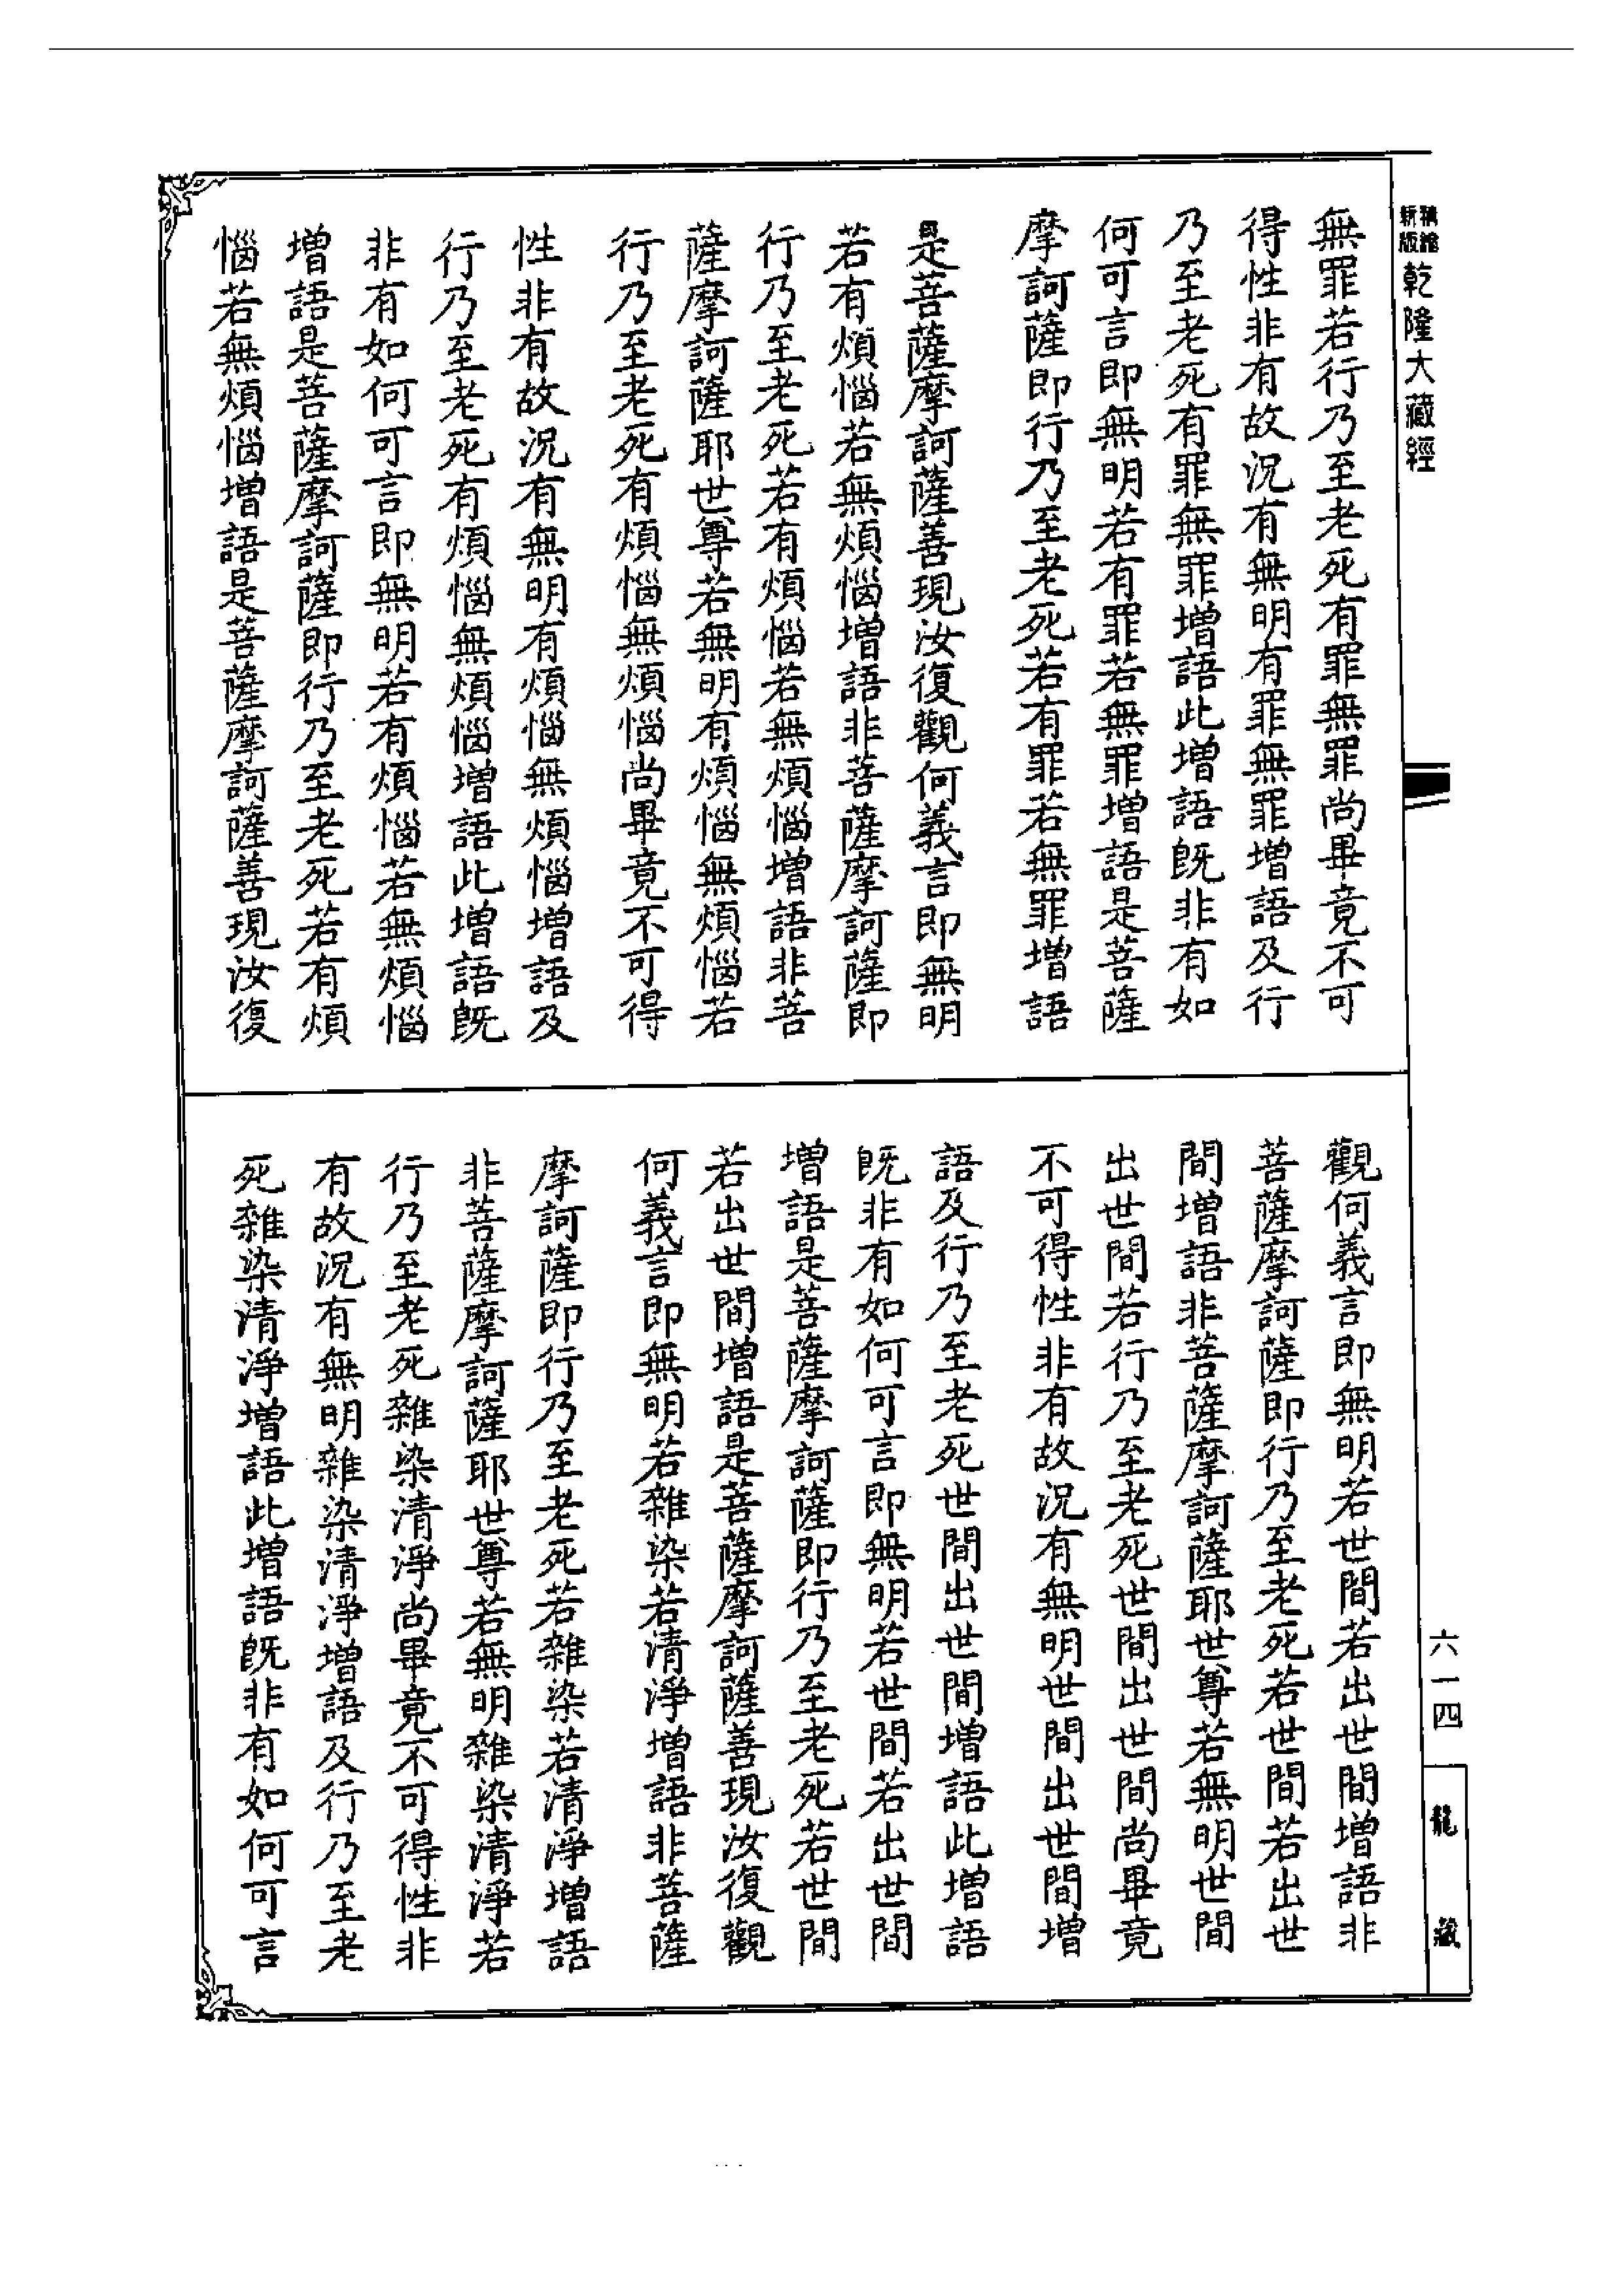 乾隆大藏經
無罪若行乃至老死有罪無罪尚畢竟不可
得性非有故況有無明有罪無罪增語及行
乃至老死有罪無罪增語此增語既非有如
何可言即無明若有罪若無罪增語是菩薩
摩訶薩即行乃至老死若有罪若無罪增語
是菩薩摩訶薩善現汝復觀何義言即無明
若有煩惱若無煩惱增語非菩薩摩訶薩即
行乃至老死若有煩惱若無煩惱增語非菩
薩摩訶薩耶世尊若無明有煩惱無煩惱若
行乃至老死有煩惱無煩惱尚畢竟不可得
性非有故況有無明有煩惱無煩惱增語及
行乃至老死有煩惱無煩惱增語此增語既
非有如何可言即無明若有煩惱若無煩惱
增語是菩薩摩訶薩即行乃至老死若有煩
惱若無煩惱增語是菩薩摩訶薩善現汝復
觀何義言即無明若世間若出世間增語非
菩薩摩訶薩即行乃至老死若世間若出世
間增語非菩薩摩訶薩耶世尊若無明世間
出世間若行乃至老死世間出世間尚畢竟
不可得性非有故況有無明世間出世間增
語及行乃至老死世間出世間增語此增語
既非有如何可言即無明若世間若出世間
增語是菩薩摩訶薩即行乃至老死若世間
若出世間增語是菩薩摩訶薩善現汝復觀
何義言即無明若雜染若清淨增語非菩薩
摩訶薩即行乃至老死若雜染若清淨增語
非菩薩摩訶薩耶世尊若無明雜染清淨若
行乃至老死雜染清淨尚畢竟不可得性非
有故況有無明雜染清淨增語及行乃至老
死雜染清淨增語此增語既非有如何可言
六一四
龍藏